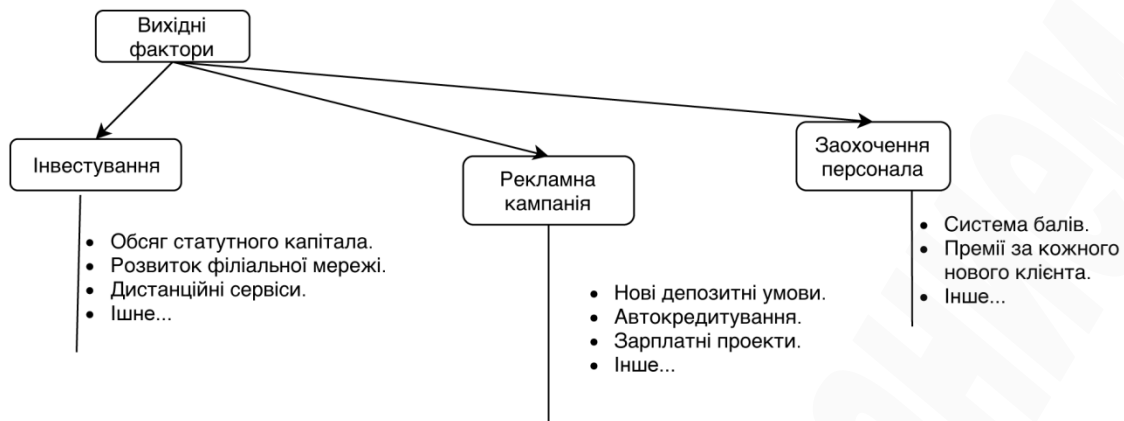 Вихідні
фактори
Інвестування
Рекламна
кампанія
Заохочення
персонала
• Обсяг статутного капітала.
• Розвиток філіальної мережі.
• Дистанційні сервіси.
• Ішне...
• Нові депозитні умови.
• Автокредитування.
• Зарплатні проекти.
• Інше...
• Система балів.
• Премії за кожного
нового клієнта.
• Інше...